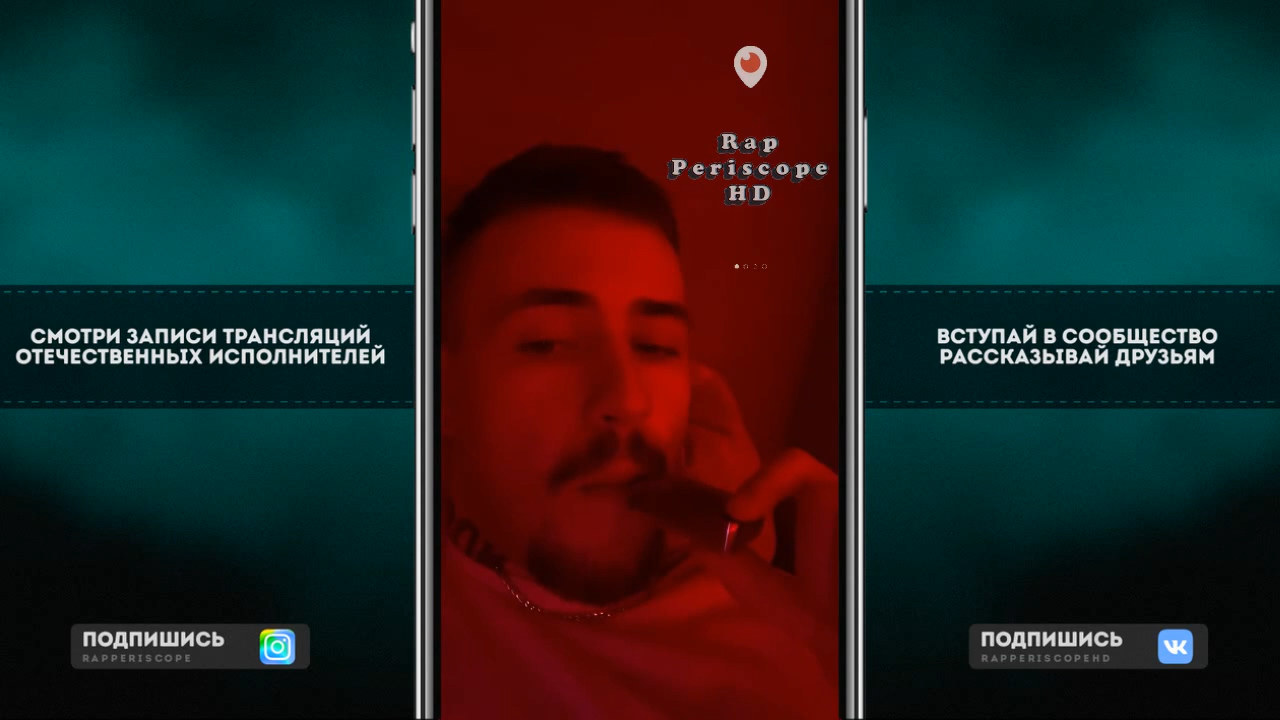 Rap
Periscope
HD
СМОТРИ ЗАПИСИ ТРАНСЛЯЦИЙ
ОТЕЧЕСТВЕННЫХ ИСПОЛНИТЕЛЕЙ
ВСТУПАЙ В СООБЩЕСТВО
РАССКАЗЫВАЙ ДРУЗЬЯМ
ПОДПИШИСЬ
RAPPERISCOPE
ПОДПИШИСЬ
RAPPERISCOPEHD